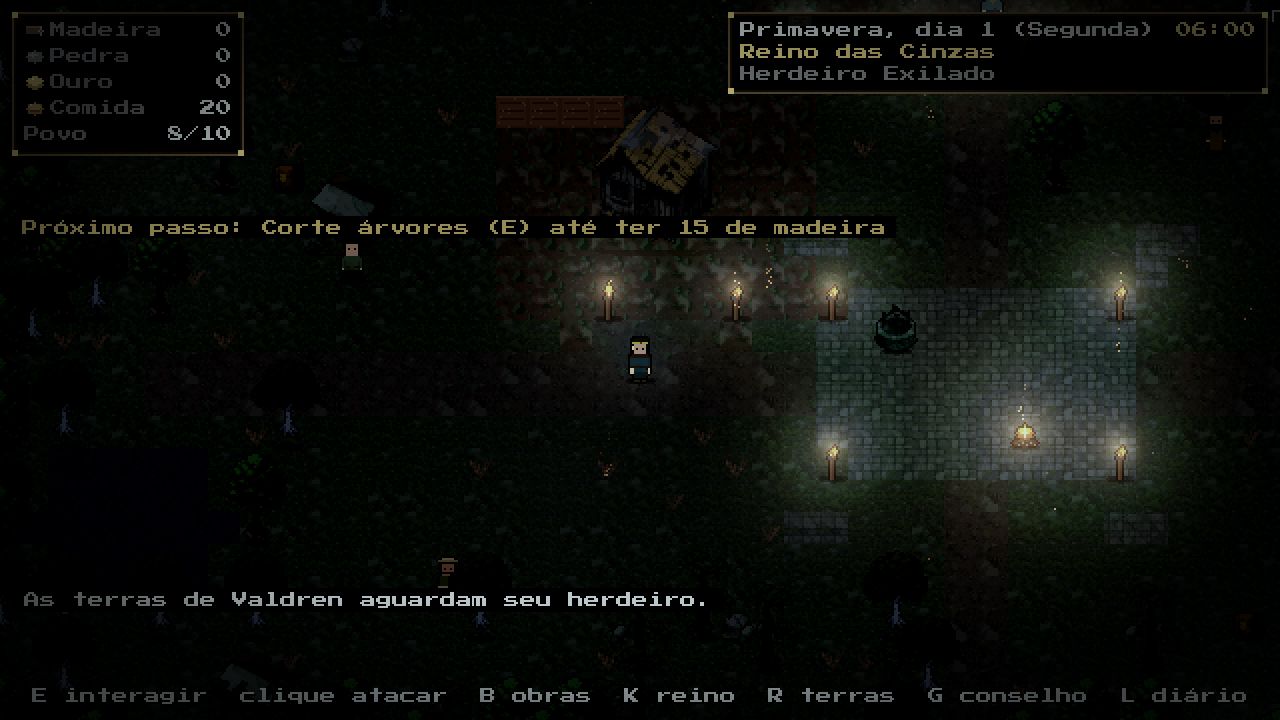 Madeira 0
Pedra 0
Ouro 0
Comida 20
Povo 8/10
Primavera, dia 1 (Segunda) 06:00
Reino das Cinzas
Herdeiro Exilado
Próximo passo: Corte árvores (E) até ter 15 de madeira
As terras de Valdren aguardam seu herdeiro.
E interagir clique atacar B obras K reino R terras G conselho L diário